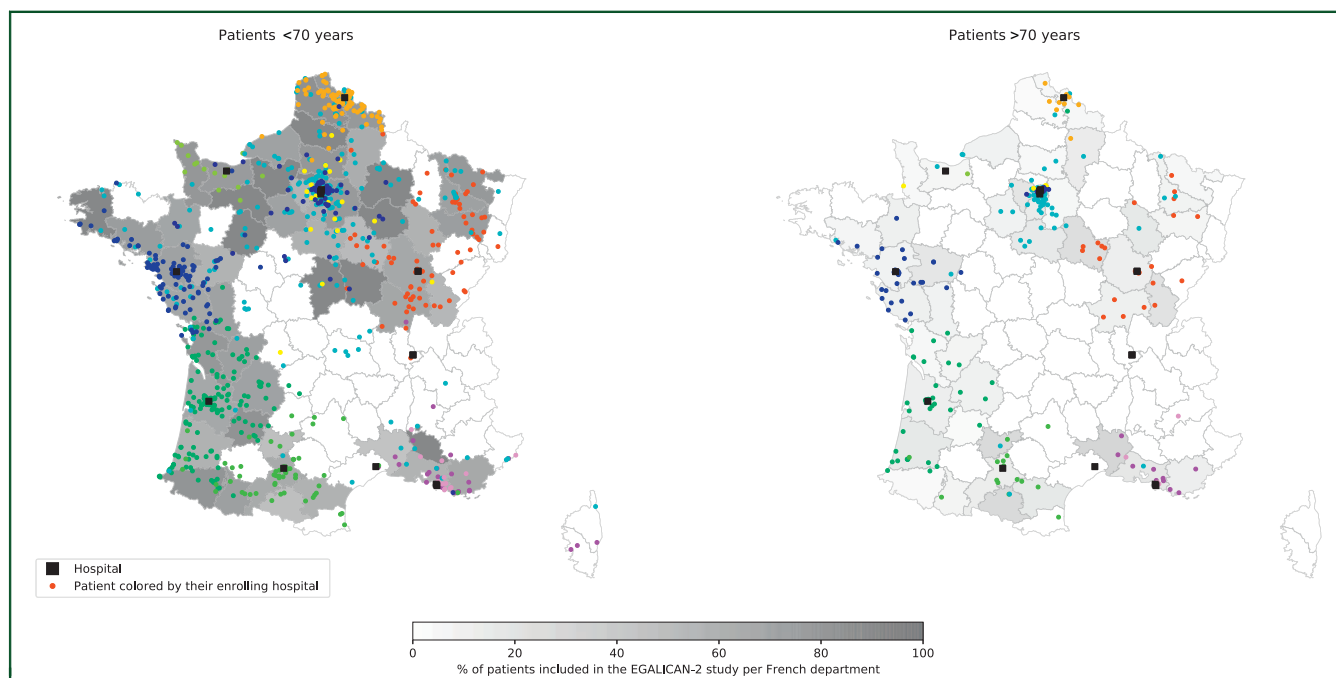 Patients <70 years
Patients >70 years
Hospital
Patient colored by their enrolling hospital
0 20 40 60 80 100
% of patients included in the EGALICAN-2 study per French department